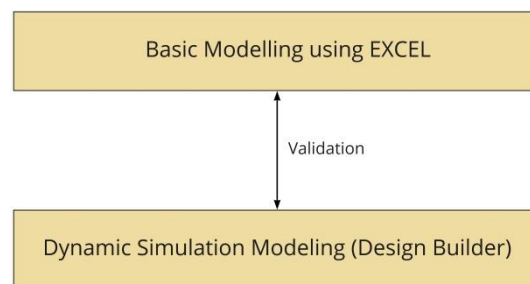 Basic Modelling using EXCEL
Validation
Dynamic Simulation Modeling (Design Builder)